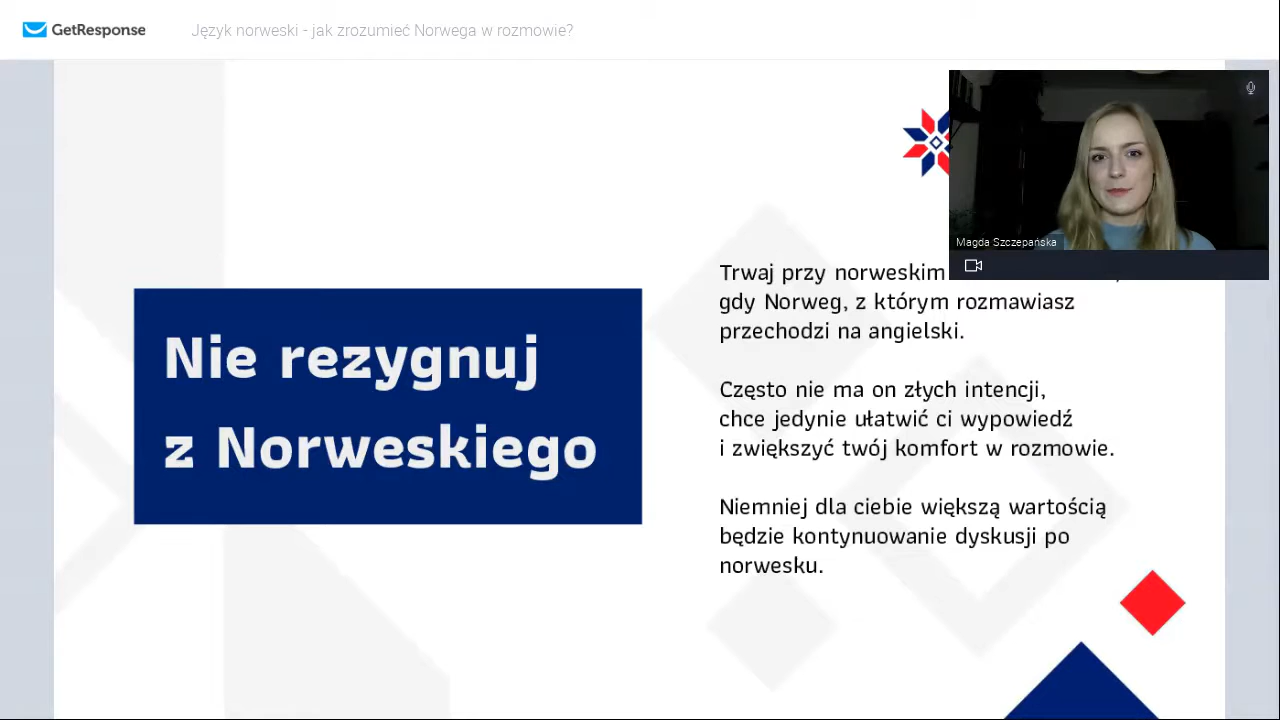 GetResponse
Język norweski - jak zrozumieć Norwega w rozmowie?
Magda Szczepańska
Nie rezygnuj
z Norweskiego
Trwaj przy norweskim
gdy Norweg, z którym rozmawiasz
przechodzi na angielski.
Często nie ma on złych intencji,
chce jedynie ułatwić ci wypowiedź
i zwiększyć twój komfort w rozmowie.
Niemniej dla ciebie większą wartością
będzie kontynuowanie dyskusji po
norwesku.